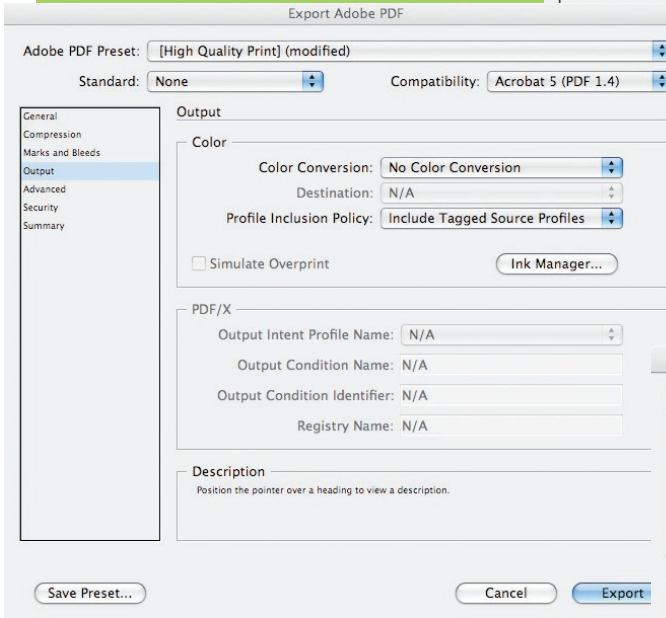 Export Adobe PDF
Adobe PDF Preset: [High Quality Print] (modified)
Standard: None Compatibility: Acrobat 5 (PDF 1.4)
General
Compression
Marks and Bleeds
Output
Advanced
Security
Summary
Output
Color
Color Conversion: No Color Conversion
Destination: N/A
Profile Inclusion Policy: Include Tagged Source Profiles
Simulate Overprint Ink Manager...
PDF/X
Output Intent Profile Name: N/A
Output Condition Name: N/A
Output Condition Identifier: N/A
Registry Name: N/A
Description
Position the pointer over a heading to view a description.
Save Preset... Cancel Export